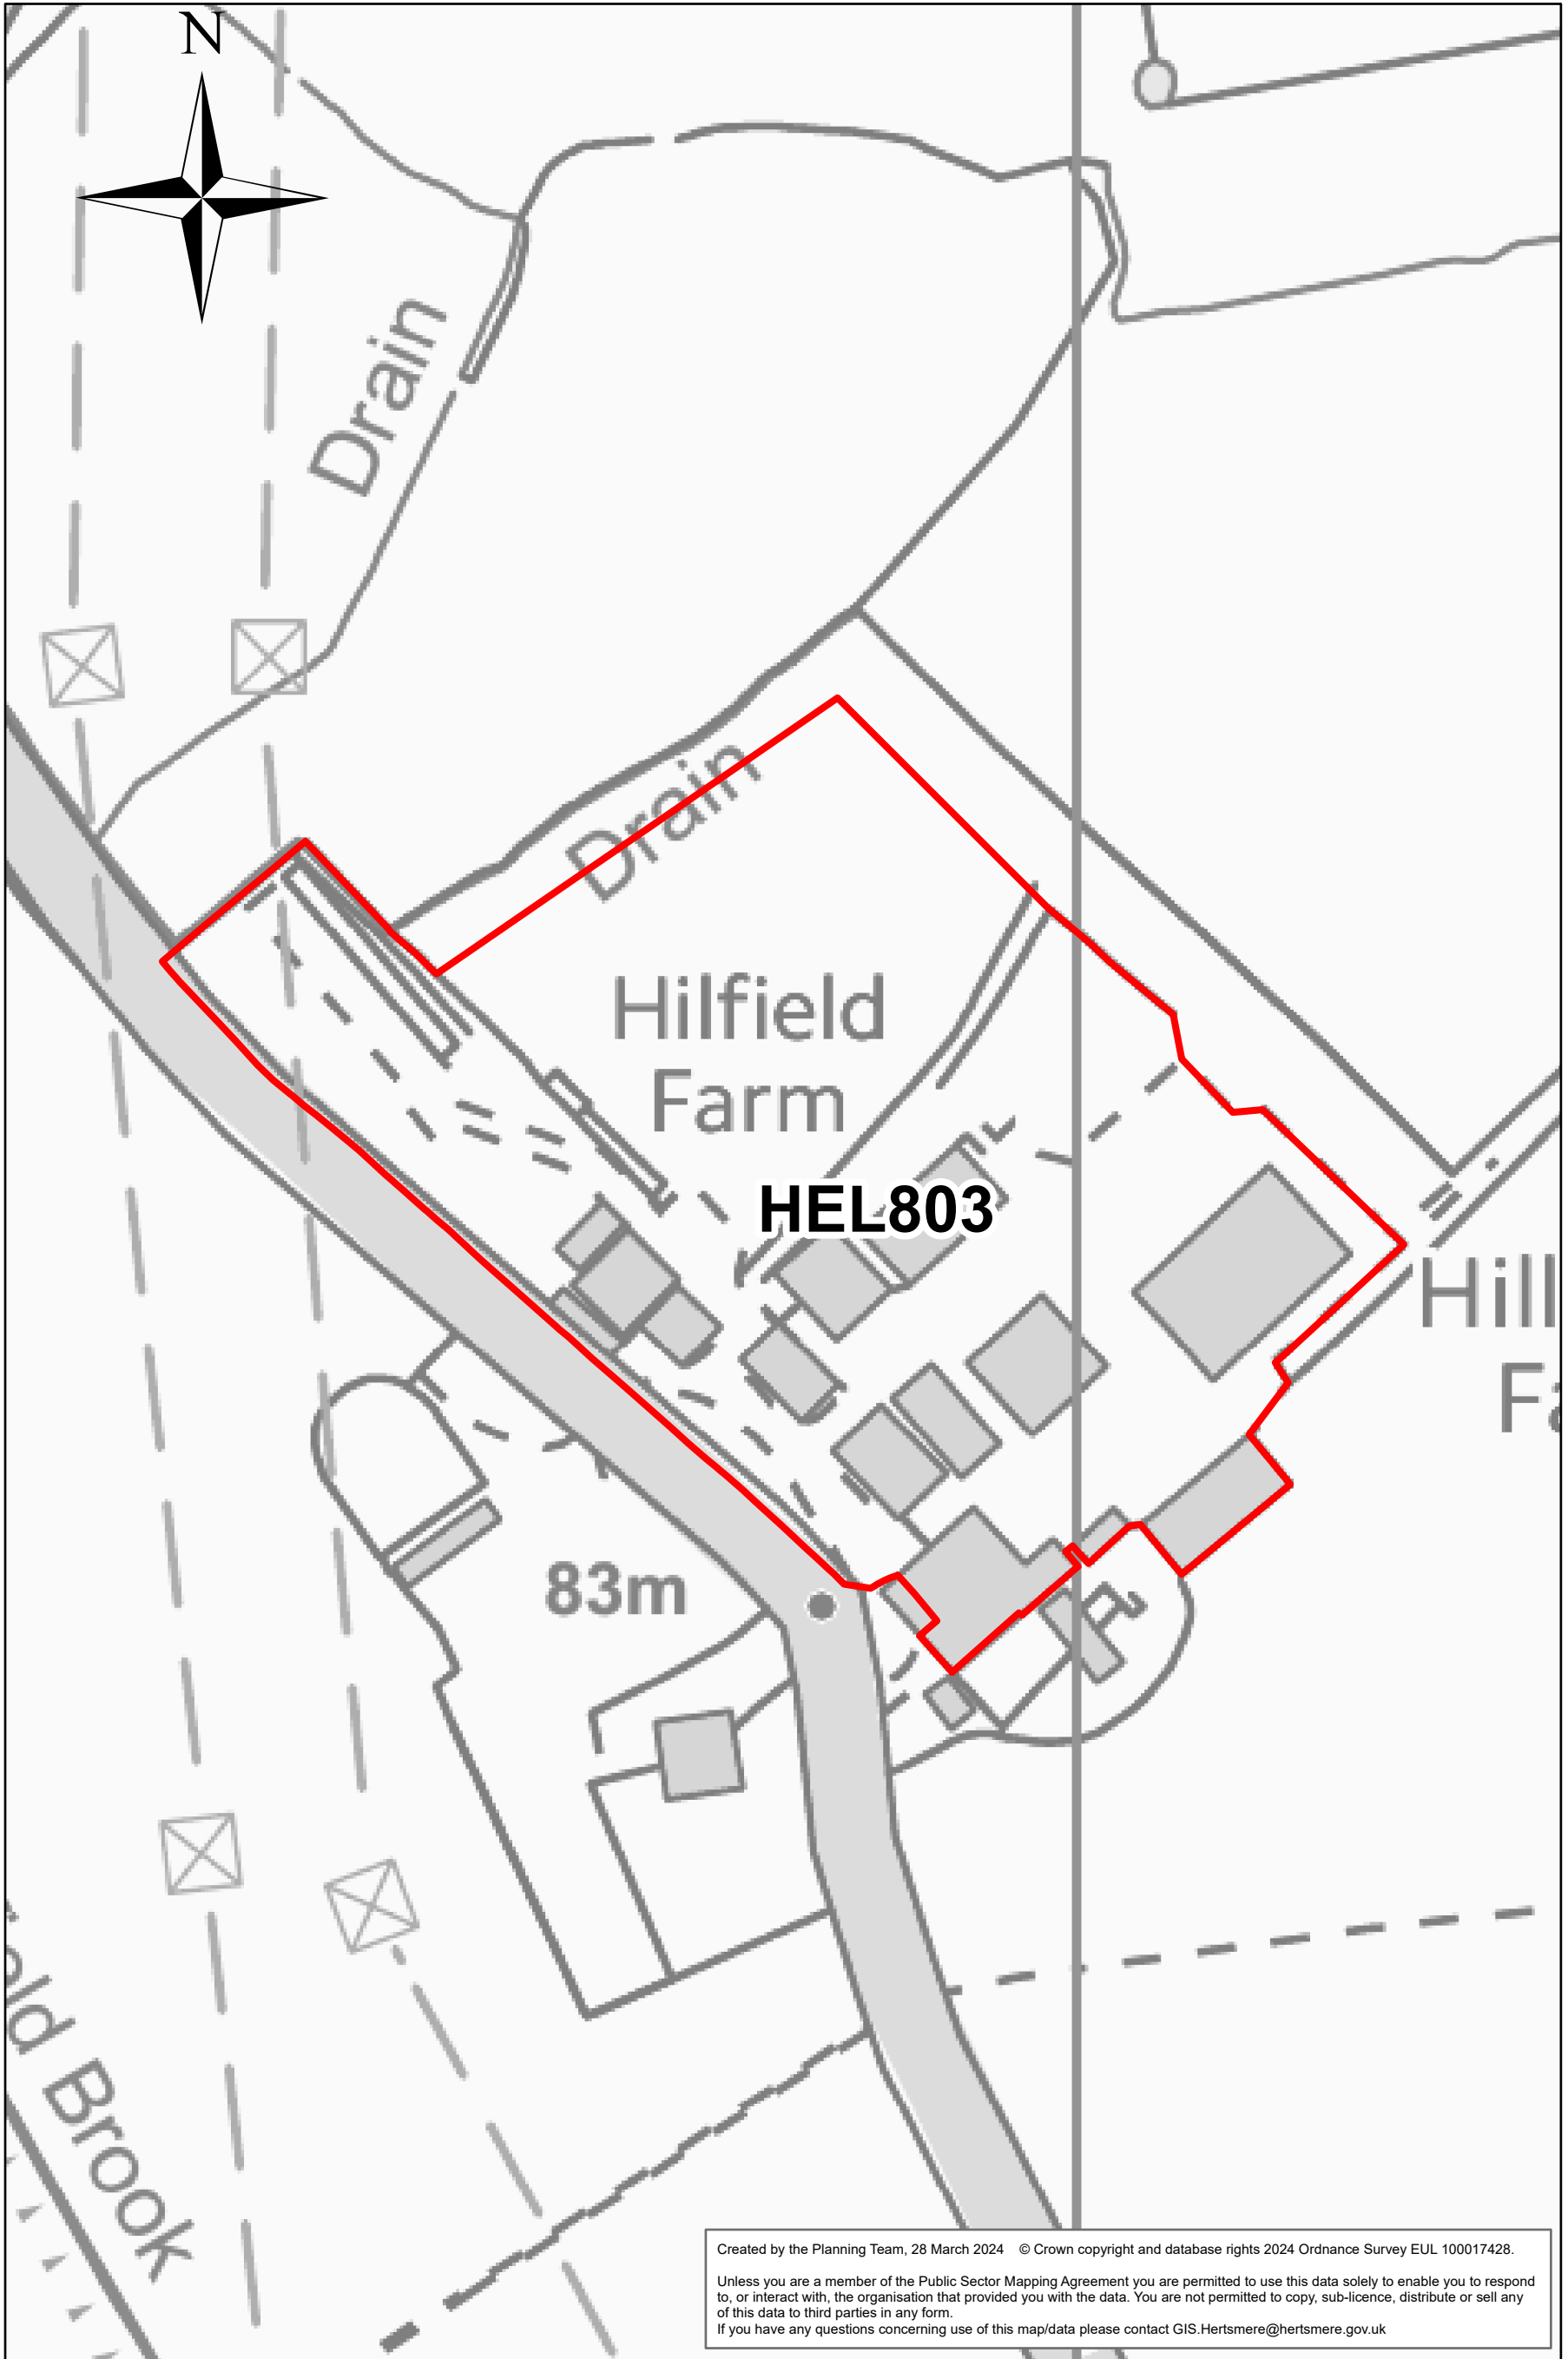 N
Drain
Drain
Hilfield
Farm
HEL803
Hill
Fa
83m
eld Brook
Created by the Planning Team, 28 March 2024 © Crown copyright and database rights 2024 Ordnance Survey EUL 100017428.
Unless you are a member of the Public Sector Mapping Agreement you are permitted to use this data solely to enable you to respond
to, or interact with, the organisation that provided you with the data. You are not permitted to copy, sub-licence, distribute or sell any
of this data to third parties in any form.
If you have any questions concerning use of this map/data please contact GIS.Hertsmere@hertsmere.gov.uk